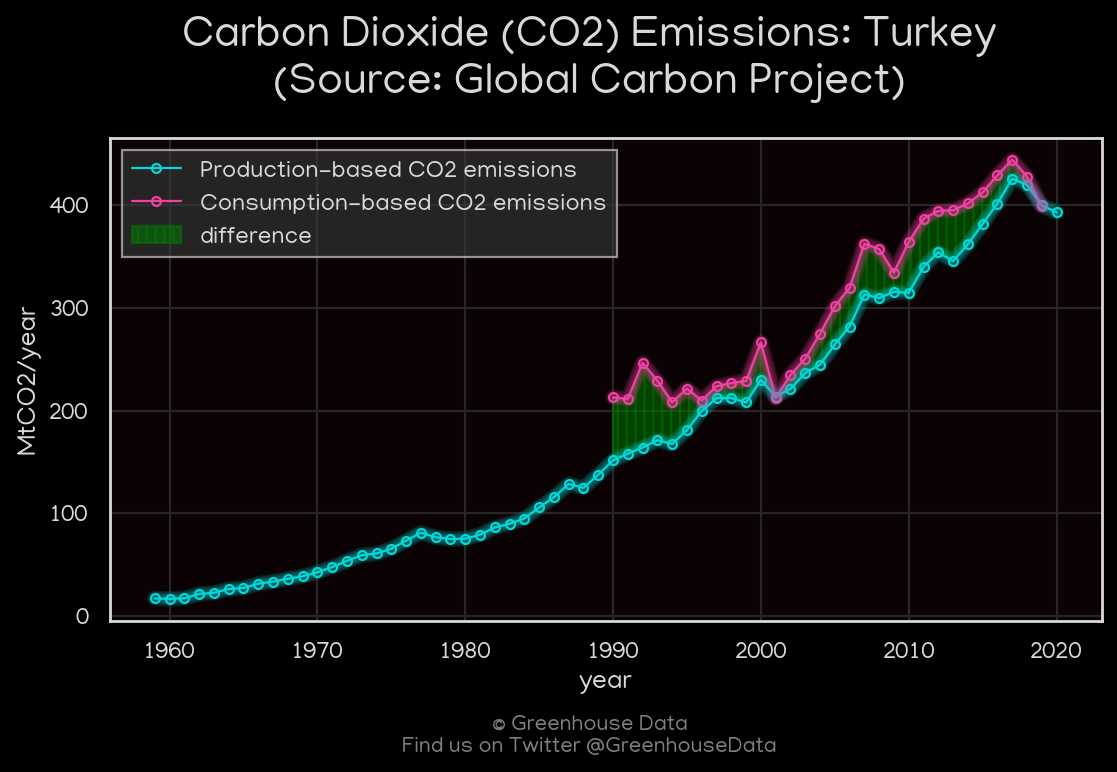 Carbon Dioxide (CO2) Emissions: Turkey
(Source: Global Carbon Project)
Production-based CO2 emissions
Consumption-based CO2 emissions
difference
400
300
200
100
0
MtCO2/year
1960 1970 1980 1990 2000 2010 2020
year
© Greenhouse Data
Find us on Twitter @GreenhouseData